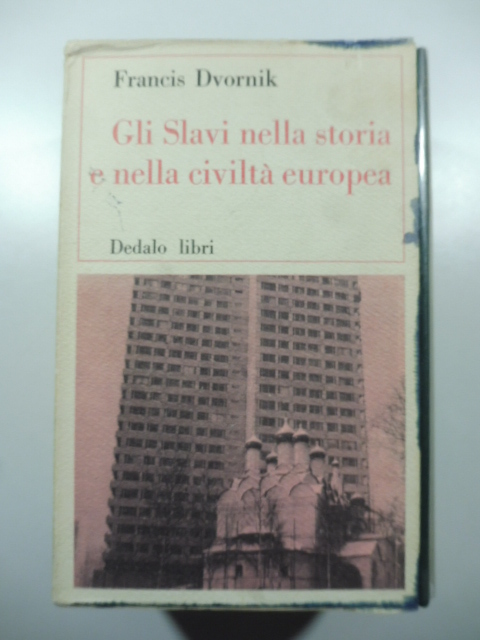 Francis Dvornik
Gli Slavi nella storia
e nella civiltà europea
Dedalo libri